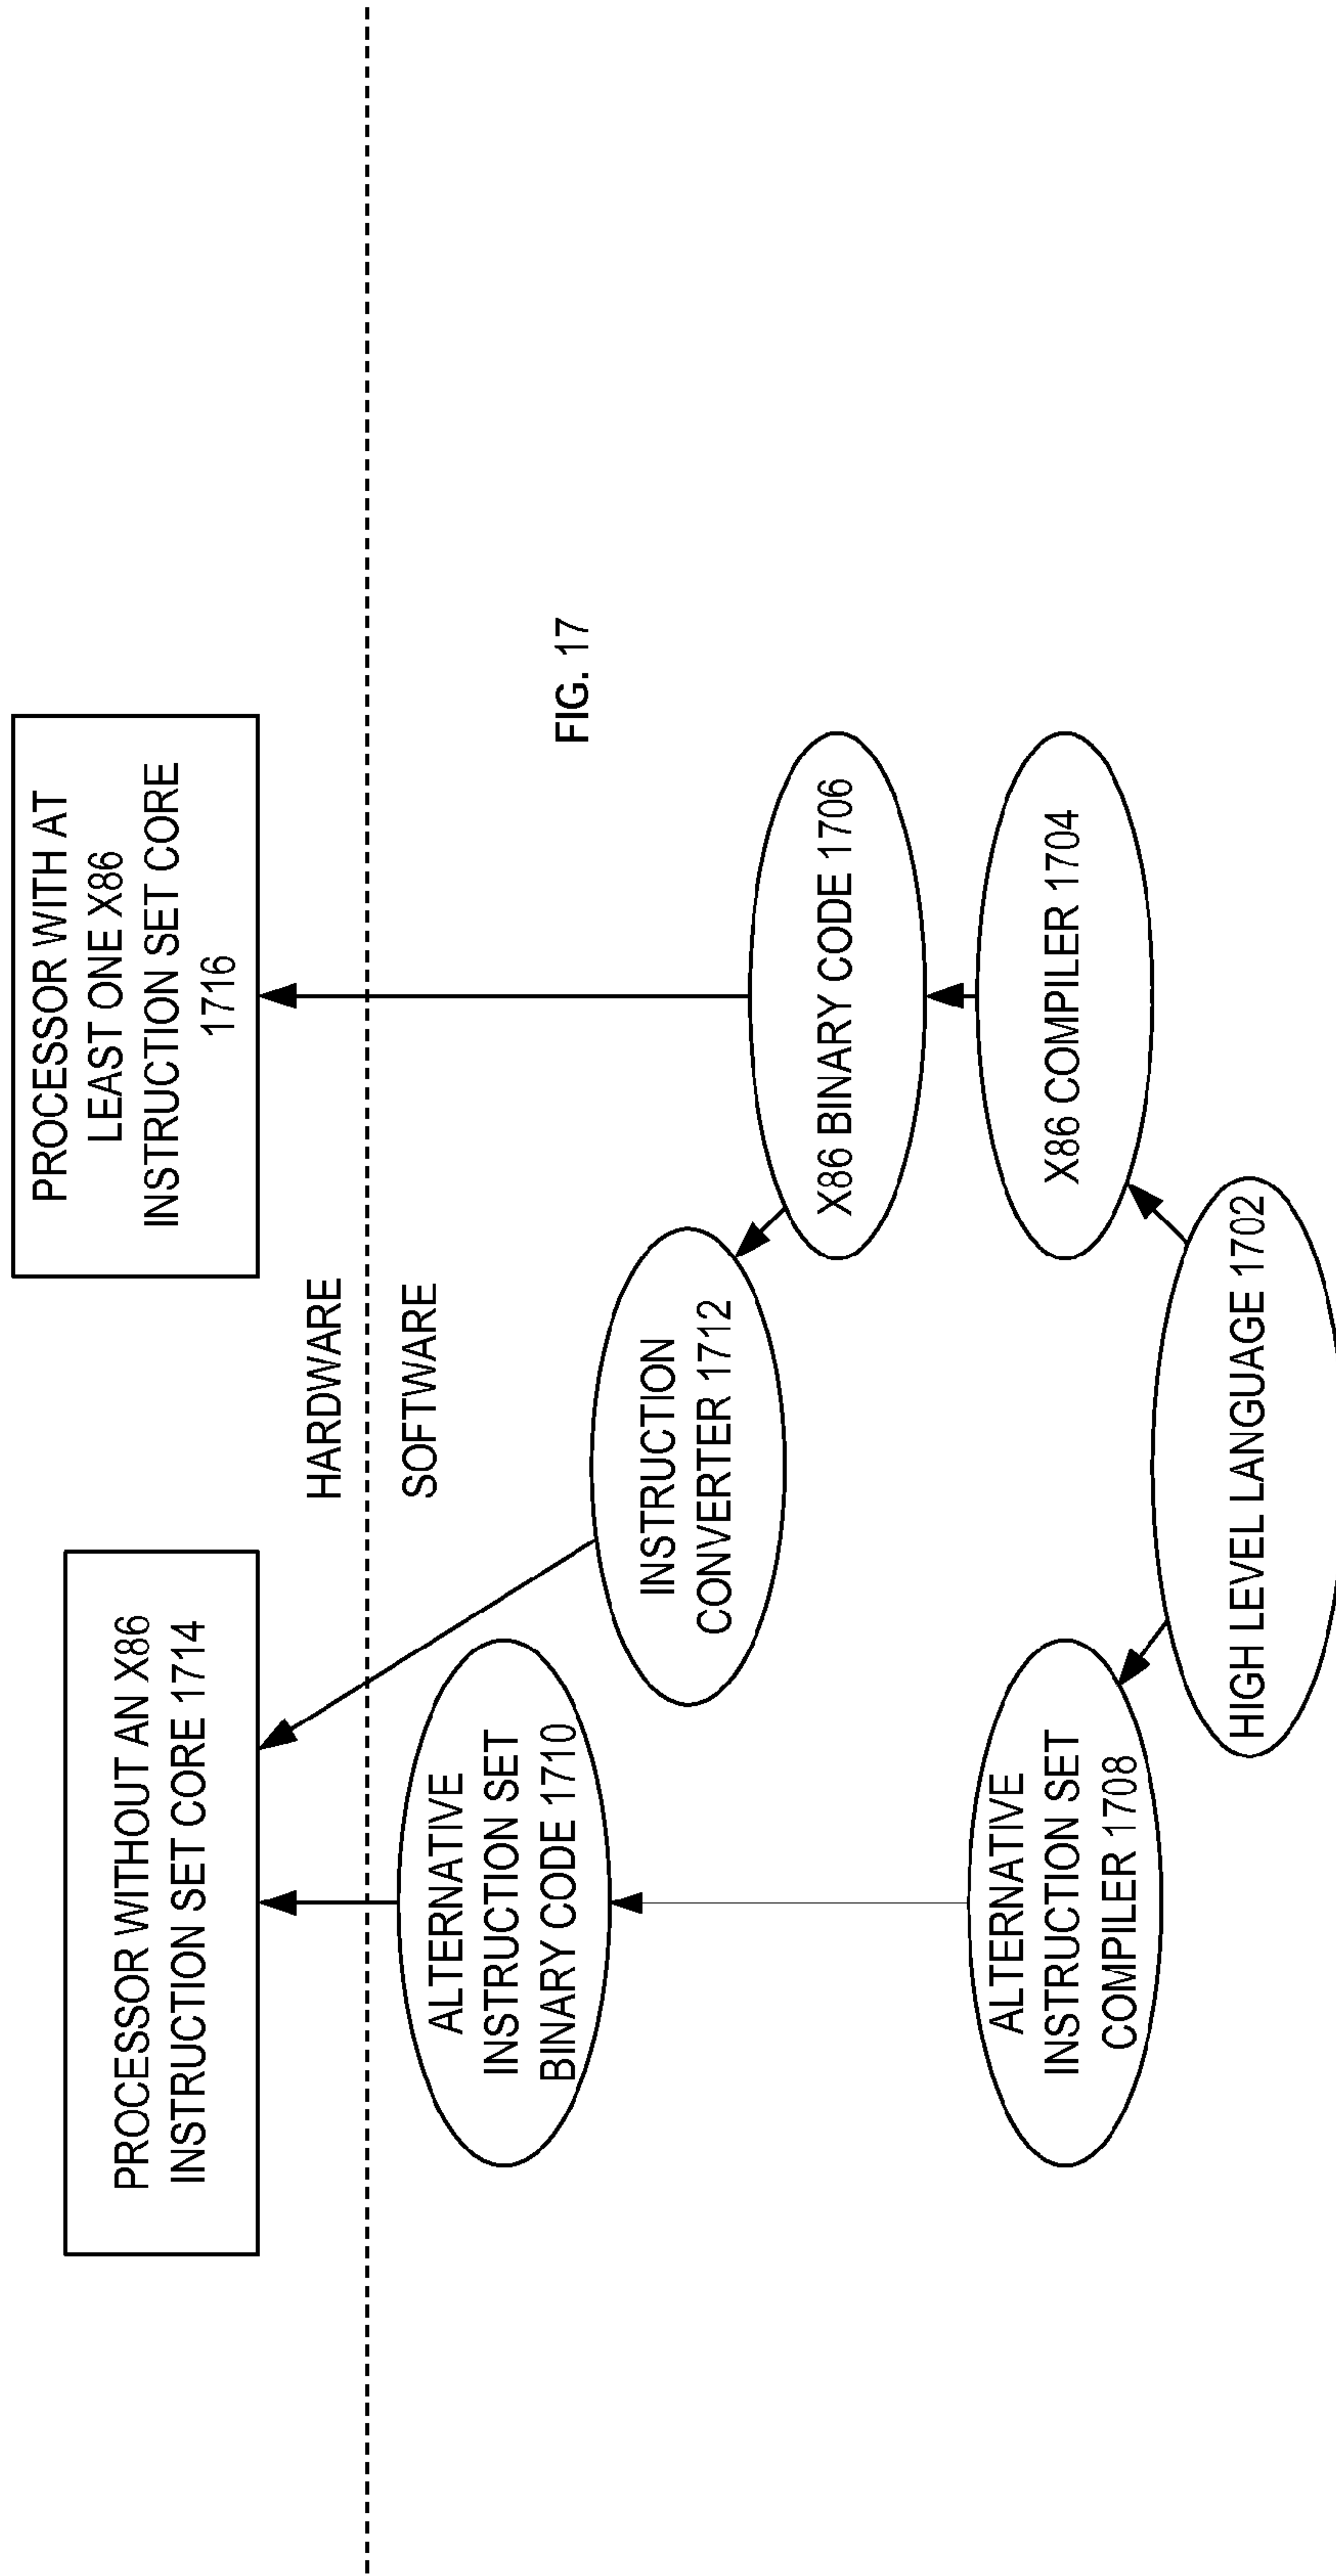 PROCESSOR WITHOUT AN X86
INSTRUCTION SET CORE 1714
PROCESSOR WITH AT
LEAST ONE X86
INSTRUCTION SET CORE
1716
HARDWARE
SOFTWARE
ALTERNATIVE
INSTRUCTION SET
BINARY CODE 1710
INSTRUCTION
CONVERTER 1712
FIG. 17
X86 BINARY CODE 1706
ALTERNATIVE
INSTRUCTION SET
COMPILER 1708
X86 COMPILER 1704
HIGH LEVEL LANGUAGE 1702